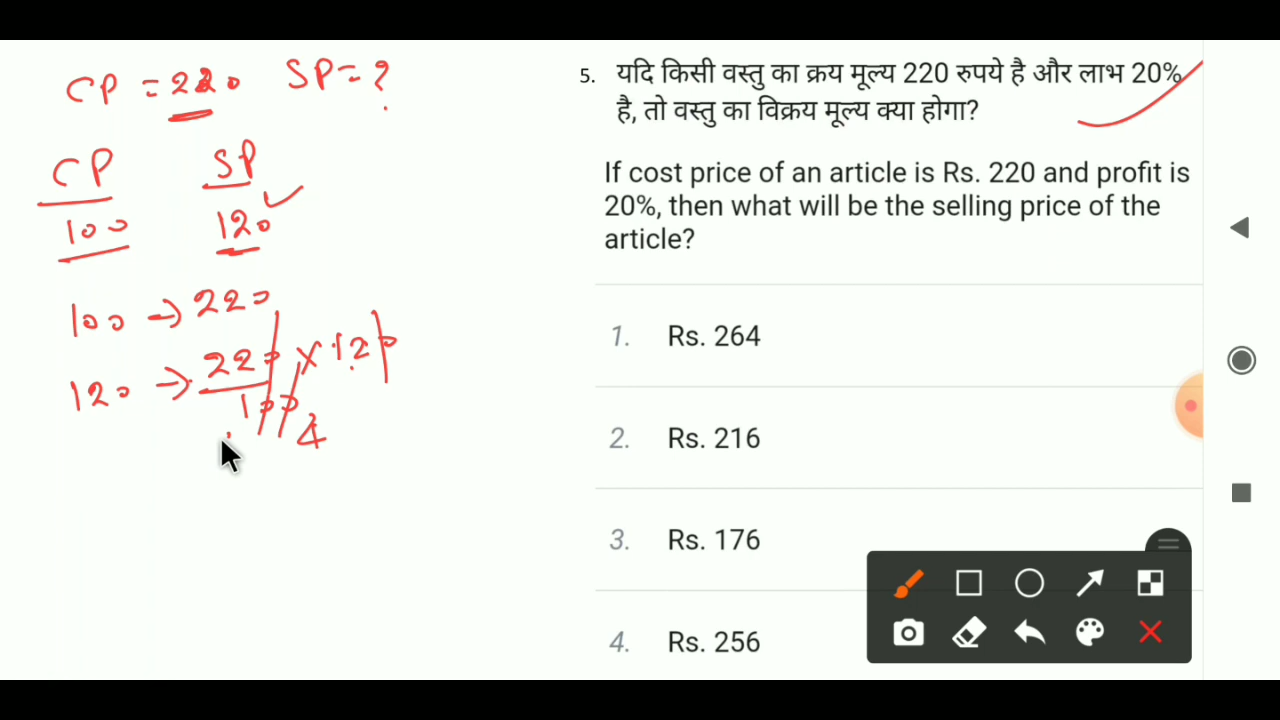 CP = 220 SP = ?
CP SP
100 120
100 → 220
120 → 220 × 120
100 4
5. यदि किसी वस्तु का क्रय मूल्य 220 रुपये है और लाभ 20%
है, तो वस्तु का विक्रय मूल्य क्या होगा?
If cost price of an article is Rs. 220 and profit is
20%, then what will be the selling price of the
article?
1. Rs. 264
2. Rs. 216
3. Rs. 176
4. Rs. 256